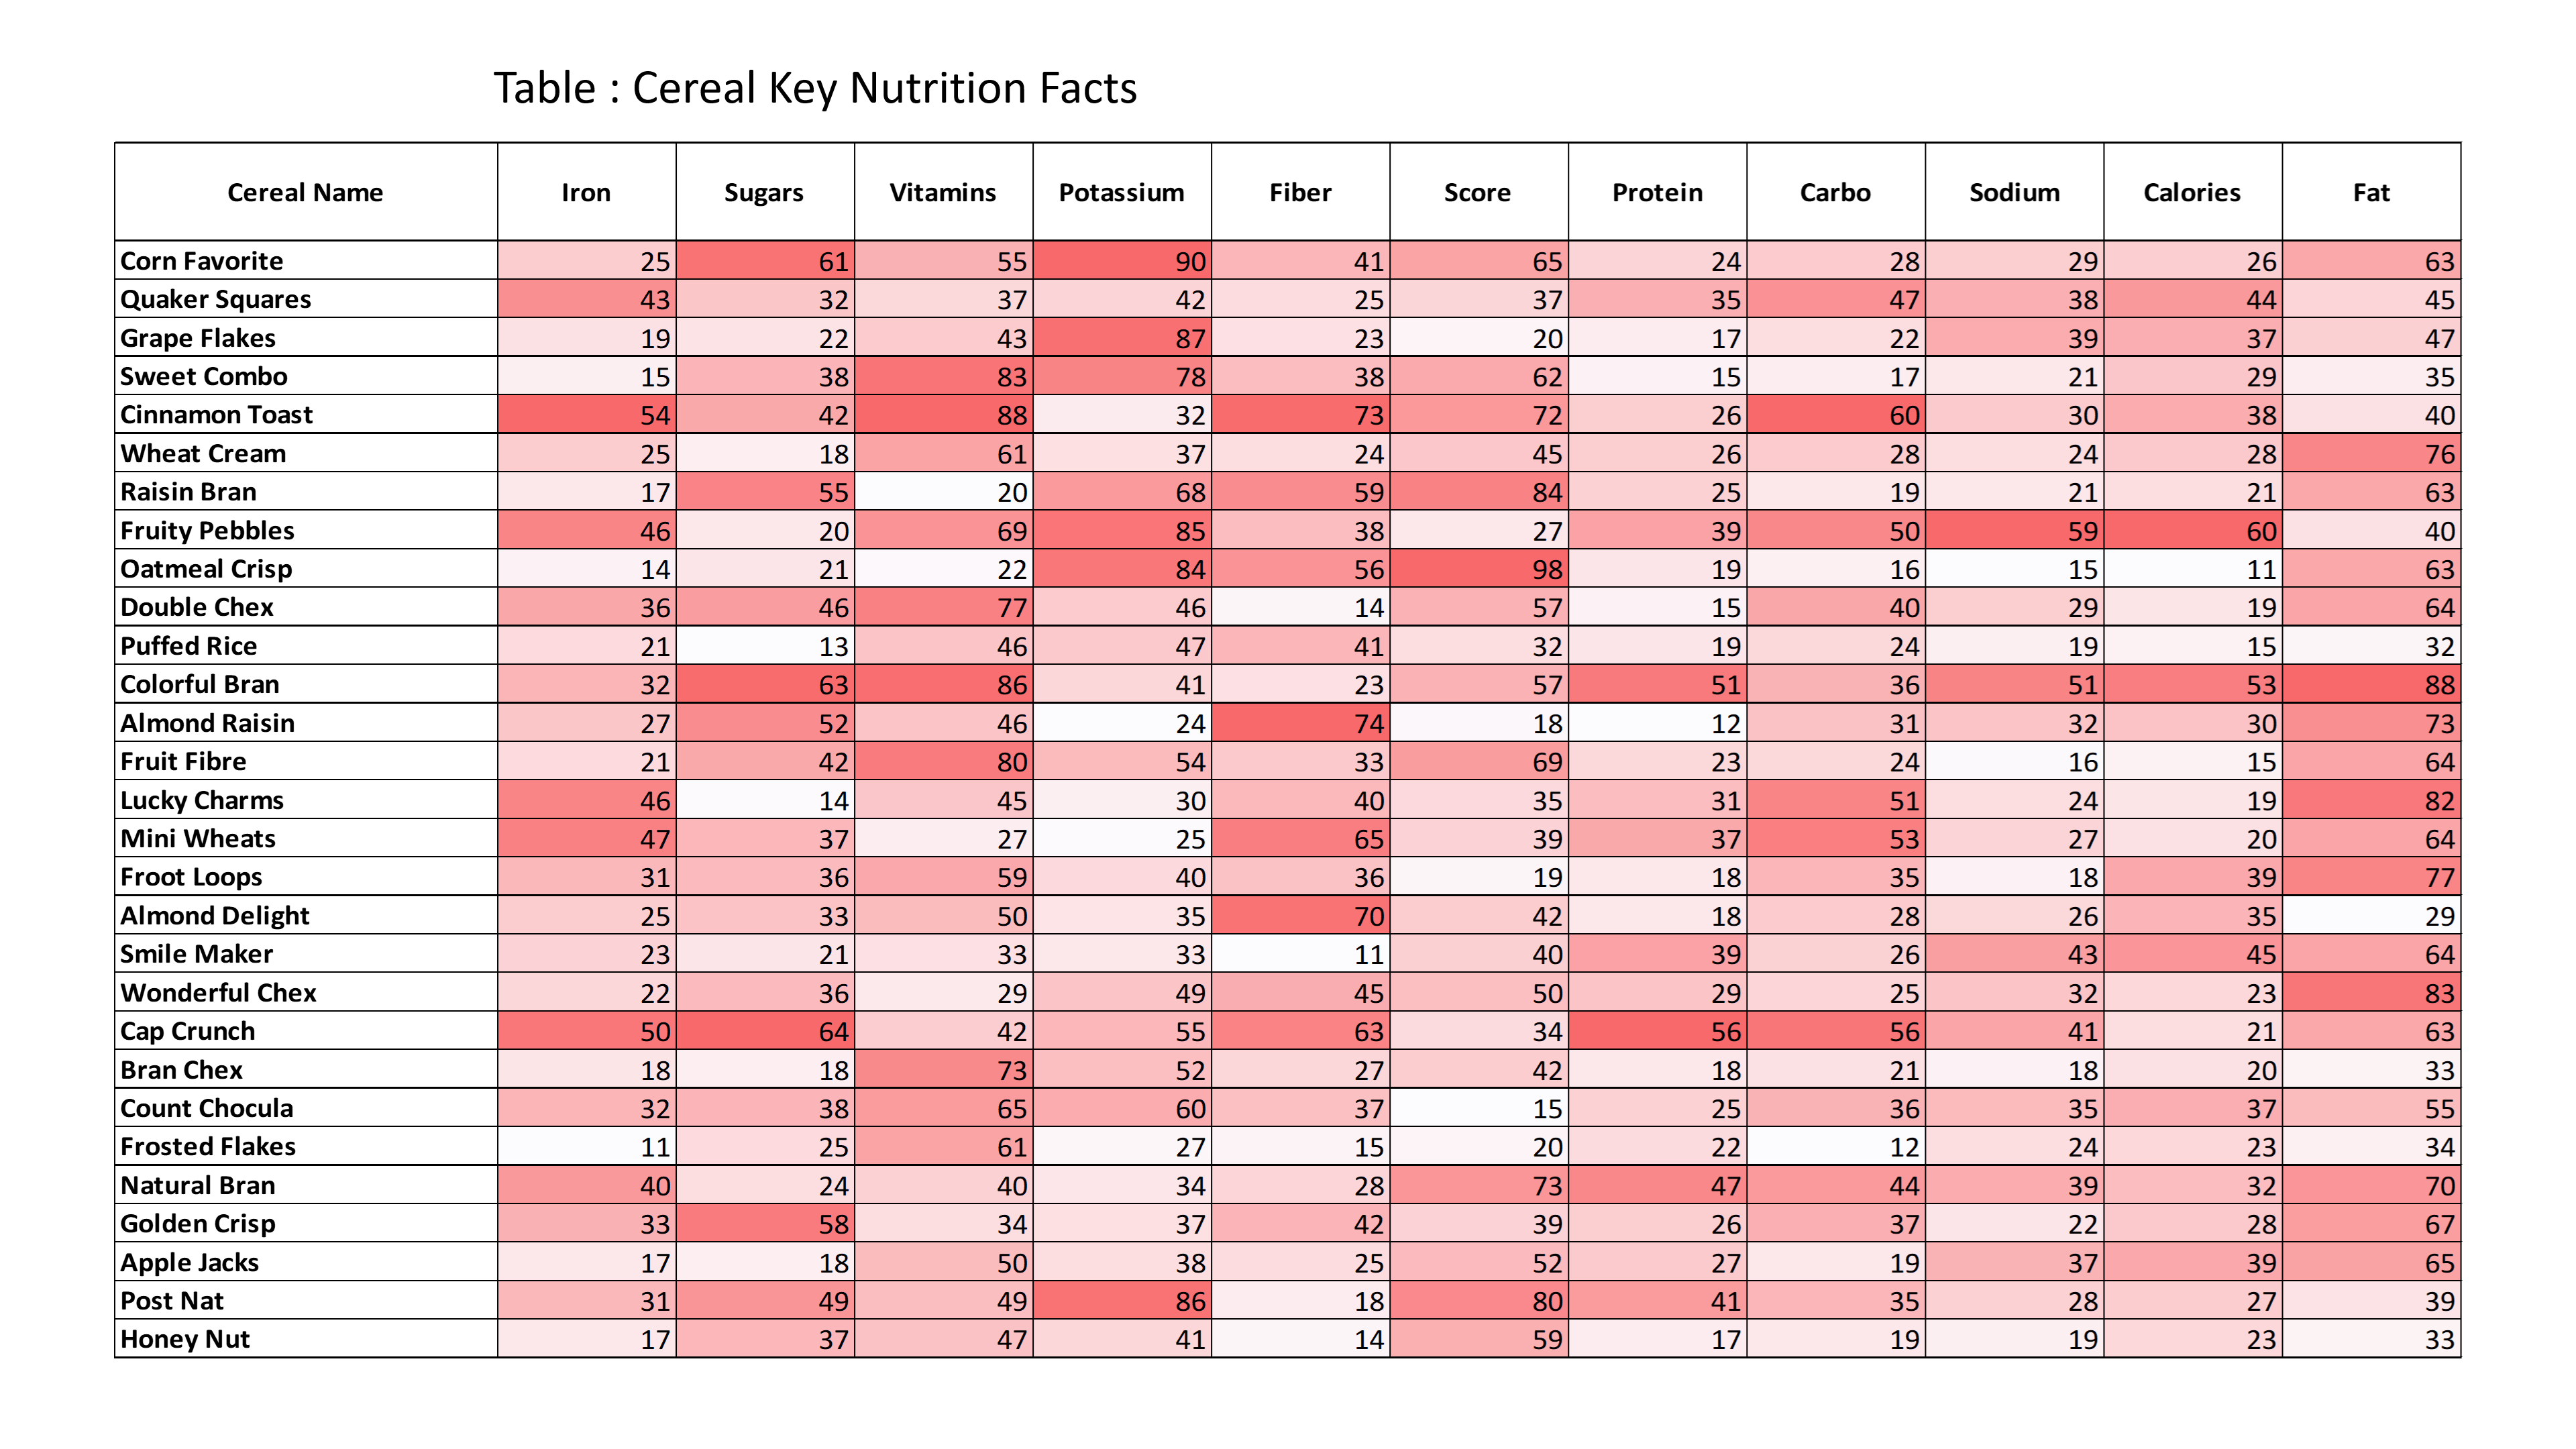 Table : Cereal Key Nutrition Facts
Cereal Name Iron Sugars Vitamins Potassium Fiber Score Protein Carbo Sodium Calories Fat
Corn Favorite 25 61 55 90 41 65 24 28 29 26 63
Quaker Squares 43 32 37 42 25 37 35 47 38 44 45
Grape Flakes 19 22 43 87 23 20 17 22 39 37 47
Sweet Combo 15 38 83 78 38 62 15 17 21 29 35
Cinnamon Toast 54 42 88 32 73 72 26 60 30 38 40
Wheat Cream 25 18 61 37 24 45 26 28 24 28 76
Raisin Bran 17 55 20 68 59 84 25 19 21 21 63
Fruity Pebbles 46 20 69 85 38 27 39 50 59 60 40
Oatmeal Crisp 14 21 22 84 56 98 19 16 15 11 63
Double Chex 36 46 77 46 14 57 15 40 29 19 64
Puffed Rice 21 13 46 47 41 32 19 24 19 15 32
Colorful Bran 32 63 86 41 23 57 51 36 51 53 88
Almond Raisin 27 52 46 24 74 18 12 31 32 30 73
Fruit Fibre 21 42 80 54 33 69 23 24 16 15 64
Lucky Charms 46 14 45 30 40 35 31 51 24 19 82
Mini Wheats 47 37 27 25 65 39 37 53 27 20 64
Froot Loops 31 36 59 40 36 19 18 35 18 39 77
Almond Delight 25 33 50 35 70 42 18 28 26 35 29
Smile Maker 23 21 33 33 11 40 39 26 43 45 64
Wonderful Chex 22 36 29 49 45 50 29 25 32 23 83
Cap Crunch 50 64 42 55 63 34 56 56 41 21 63
Bran Chex 18 18 73 52 27 42 18 21 18 20 33
Count Chocula 32 38 65 60 37 15 25 36 35 37 55
Frosted Flakes 11 25 61 27 15 20 22 12 24 23 34
Natural Bran 40 24 40 34 28 73 47 44 39 32 70
Golden Crisp 33 58 34 37 42 39 26 37 22 28 67
Apple Jacks 17 18 50 38 25 52 27 19 37 39 65
Post Nat 31 49 49 86 18 80 41 35 28 27 39
Honey Nut 17 37 47 41 14 59 17 19 19 23 33